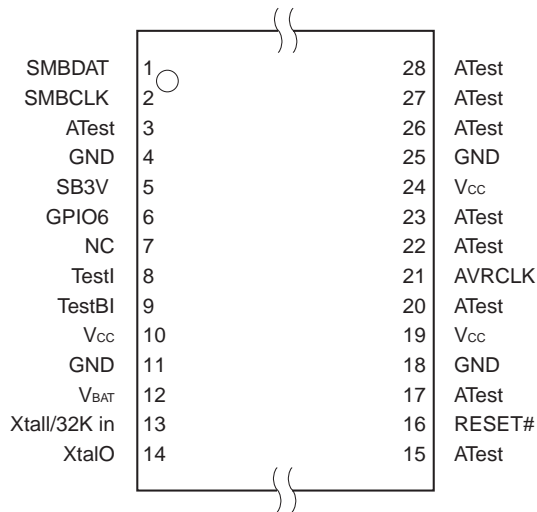 SMBDAT 1 28 ATest
SMBCLK 2 27 ATest
ATest 3 26 ATest
GND 4 25 GND
SB3V 5 24 Vcc
GPIO6 6 23 ATest
NC 7 22 ATest
TestI 8 21 AVRCLK
TestBI 9 20 ATest
Vcc 10 19 Vcc
GND 11 18 GND
VBAT 12 17 ATest
XtalI/32K in 13 16 RESET#
XtalO 14 15 ATest